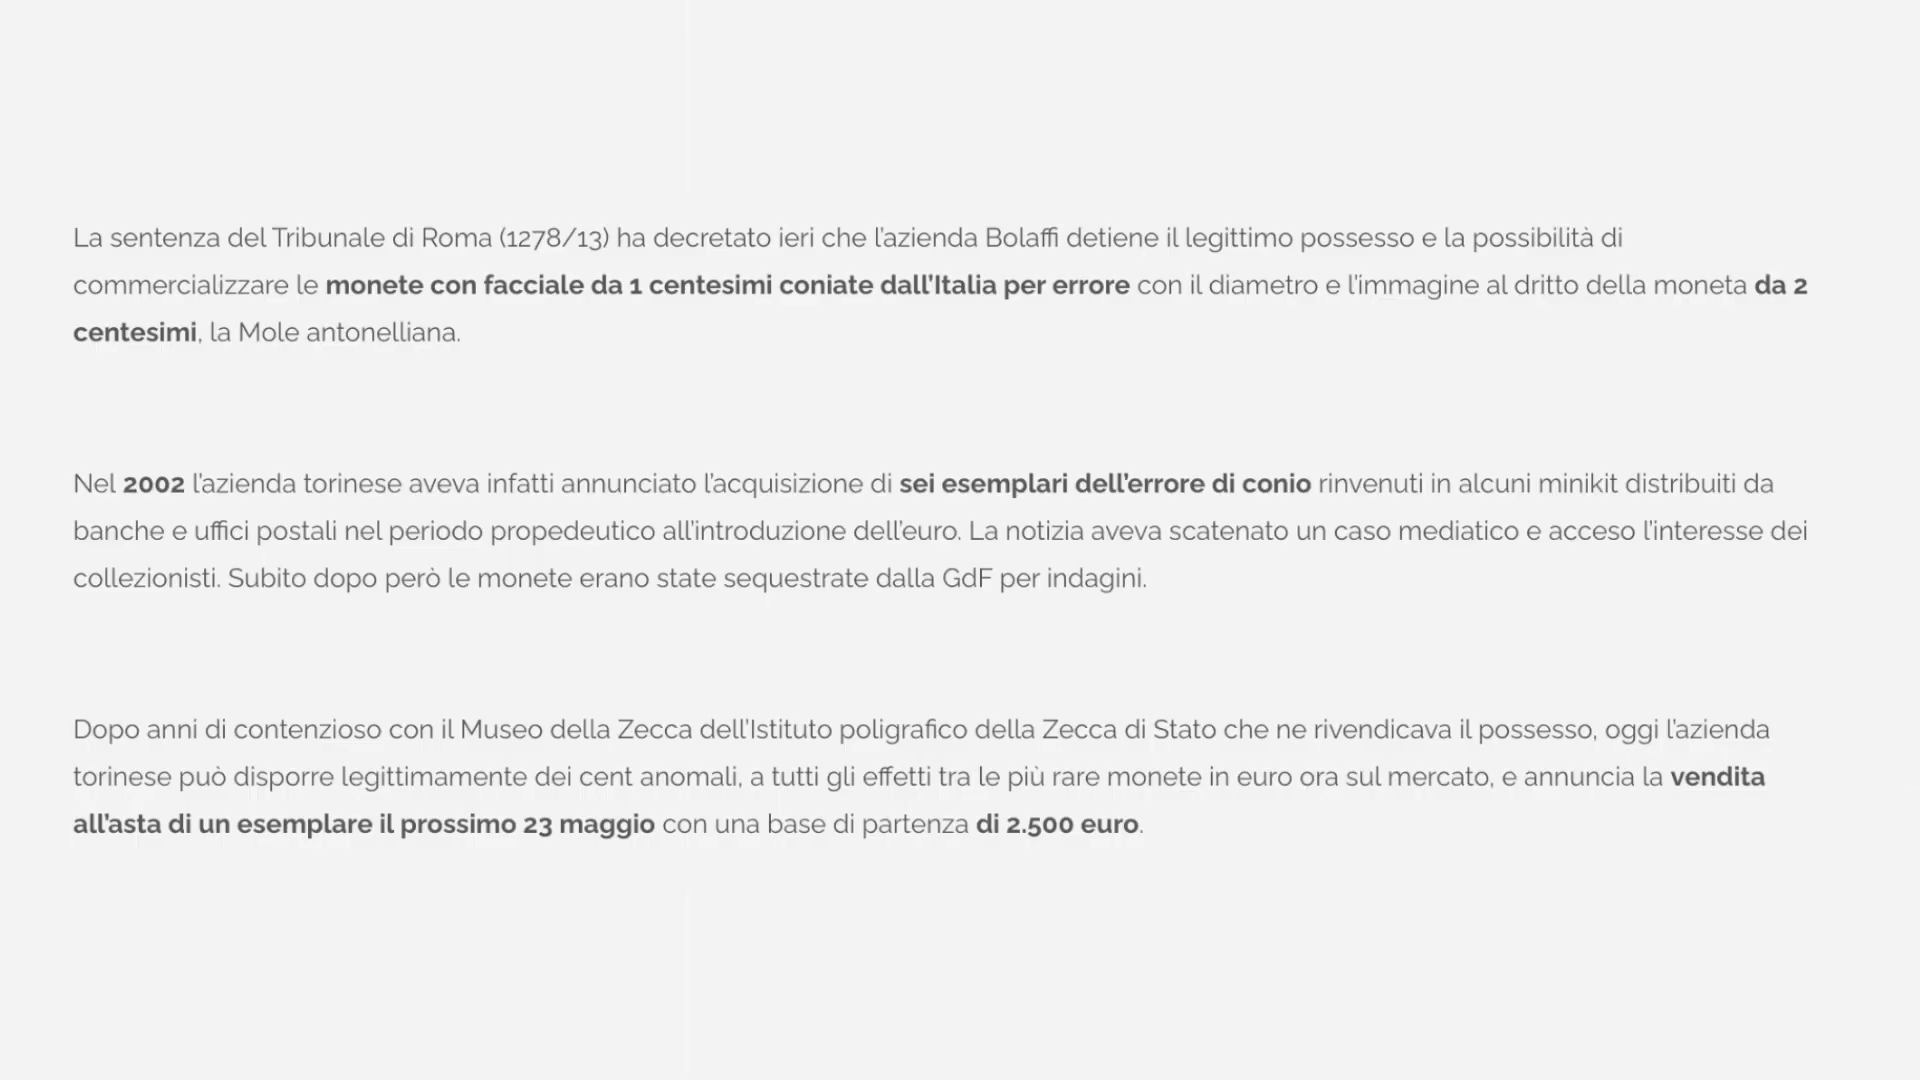 La sentenza del Tribunale di Roma (1278/13) ha decretato ieri che l’azienda Bolaffi detiene il legittimo possesso e la possibilità di
commercializzare le monete con facciale da 1 centesimi coniate dall’Italia per errore con il diametro e l’immagine al dritto della moneta da 2
centesimi, la Mole antonelliana.
Nel 2002 l’azienda torinese aveva infatti annunciato l’acquisizione di sei esemplari dell’errore di conio rinvenuti in alcuni minikit distribuiti da
banche e uffici postali nel periodo propedeutico all’introduzione dell’euro. La notizia aveva scatenato un caso mediatico e acceso l’interesse dei
collezionisti. Subito dopo però le monete erano state sequestrate dalla GdF per indagini.
Dopo anni di contenzioso con il Museo della Zecca dell’Istituto poligrafico della Zecca di Stato che ne rivendicava il possesso, oggi l’azienda
torinese può disporre legittimamente dei cent anomali, a tutti gli effetti tra le più rare monete in euro ora sul mercato, e annuncia la vendita
all’asta di un esemplare il prossimo 23 maggio con una base di partenza di 2.500 euro.